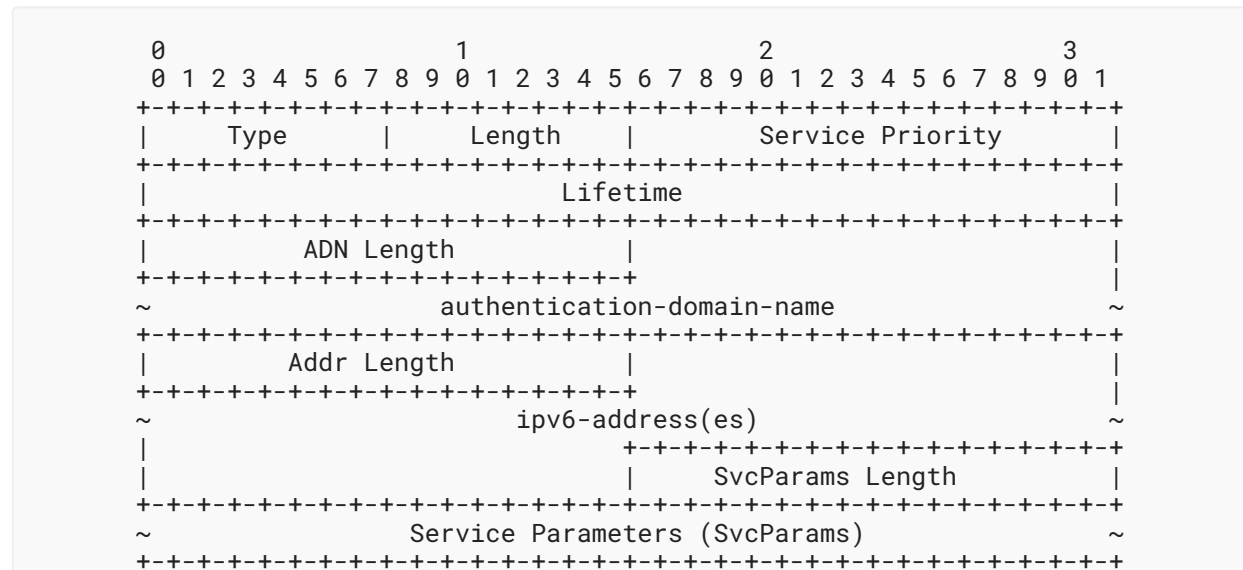 0                   1                   2                   3
 0 1 2 3 4 5 6 7 8 9 0 1 2 3 4 5 6 7 8 9 0 1 2 3 4 5 6 7 8 9 0 1
+-+-+-+-+-+-+-+-+-+-+-+-+-+-+-+-+-+-+-+-+-+-+-+-+-+-+-+-+-+-+-+-+
|     Type      |     Length    |        Service Priority       |
+-+-+-+-+-+-+-+-+-+-+-+-+-+-+-+-+-+-+-+-+-+-+-+-+-+-+-+-+-+-+-+-+
|                           Lifetime                            |
+-+-+-+-+-+-+-+-+-+-+-+-+-+-+-+-+-+-+-+-+-+-+-+-+-+-+-+-+-+-+-+-+
|          ADN Length           |                               |
+-+-+-+-+-+-+-+-+-+-+-+-+-+-+-+-+                               |
~                   authentication-domain-name                  ~
+-+-+-+-+-+-+-+-+-+-+-+-+-+-+-+-+-+-+-+-+-+-+-+-+-+-+-+-+-+-+-+-+
|         Addr Length           |                               |
+-+-+-+-+-+-+-+-+-+-+-+-+-+-+-+-+                               |
~                        ipv6-address(es)                       ~
|                               +-+-+-+-+-+-+-+-+-+-+-+-+-+-+-+-+
|                               |     SvcParams Length          |
+-+-+-+-+-+-+-+-+-+-+-+-+-+-+-+-+-+-+-+-+-+-+-+-+-+-+-+-+-+-+-+-+
~                 Service Parameters (SvcParams)                ~
+-+-+-+-+-+-+-+-+-+-+-+-+-+-+-+-+-+-+-+-+-+-+-+-+-+-+-+-+-+-+-+-+